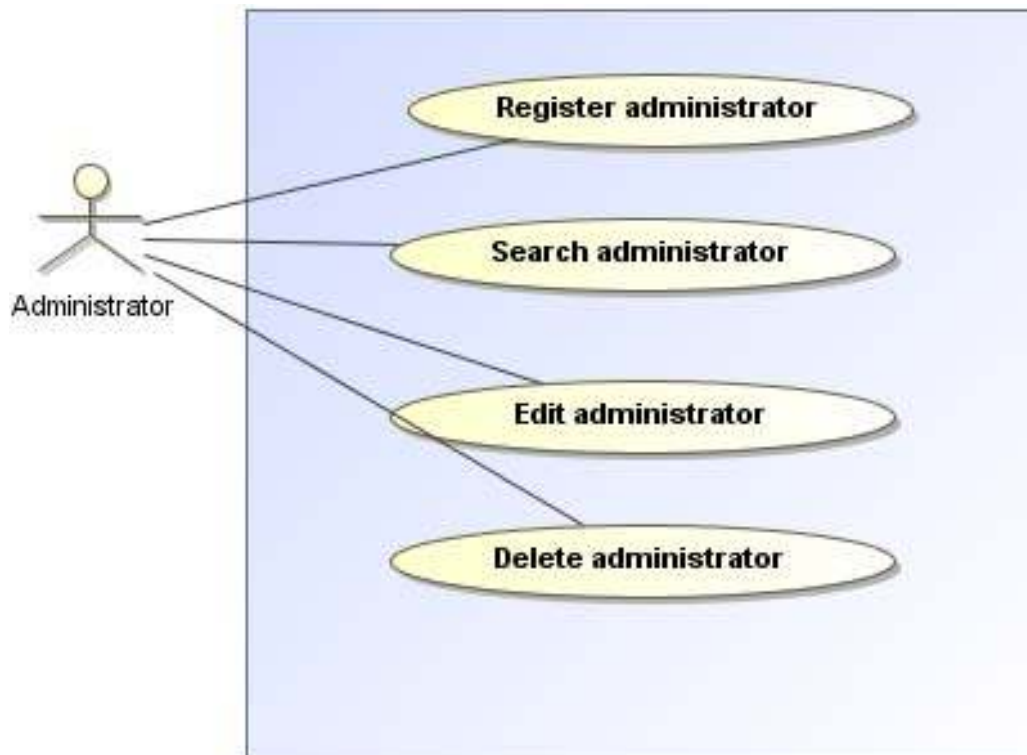 Register administrator
Search administrator
Administrator
Edit administrator
Delete administrator